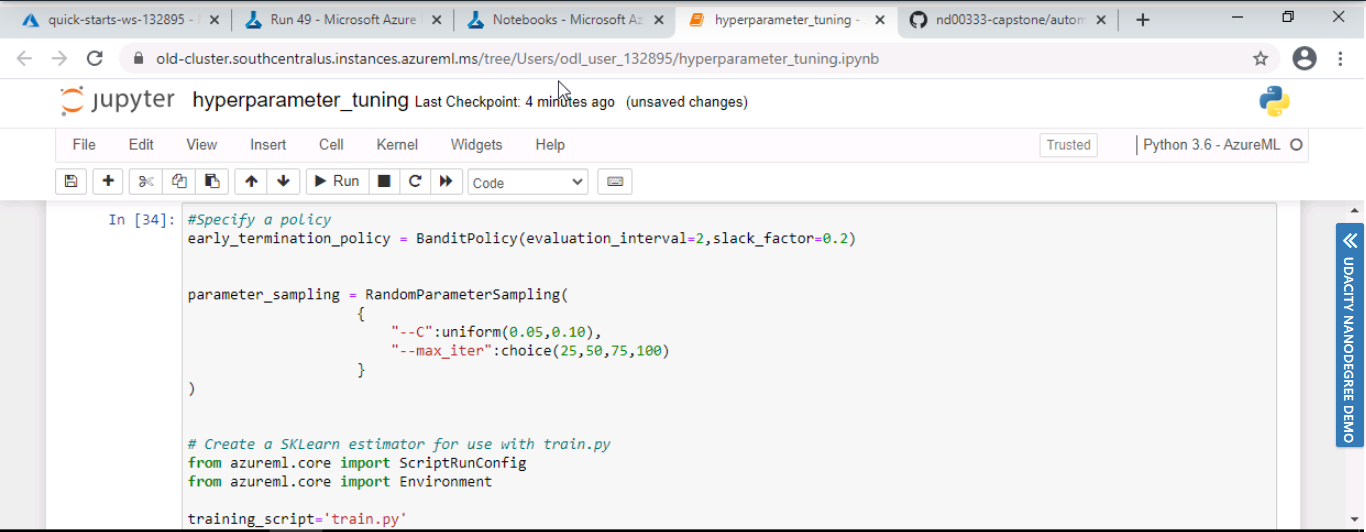 quick-starts-ws-132895 -
Run 49 - Microsoft Azure
Notebooks - Microsoft Az
hyperparameter_tuning -
nd00333-capstone/autom
old-cluster.southcentralus.instances.azureml.ms/tree/Users/odl_user_132895/hyperparameter_tuning.ipynb
jupyter hyperparameter_tuning Last Checkpoint: 4 minutes ago (unsaved changes)
File Edit View Insert Cell Kernel Widgets Help Trusted Python 3.6 - AzureML
Run Code
In [34]: #Specify a policy
early_termination_policy = BanditPolicy(evaluation_interval=2,slack_factor=0.2)
parameter_sampling = RandomParameterSampling(
{
"--C":uniform(0.05,0.10),
"--max_iter":choice(25,50,75,100)
}
)
# Create a SKLearn estimator for use with train.py
from azureml.core import ScriptRunConfig
from azureml.core import Environment
training_script='train.py'
UDACITY NANODEGREE DEMO